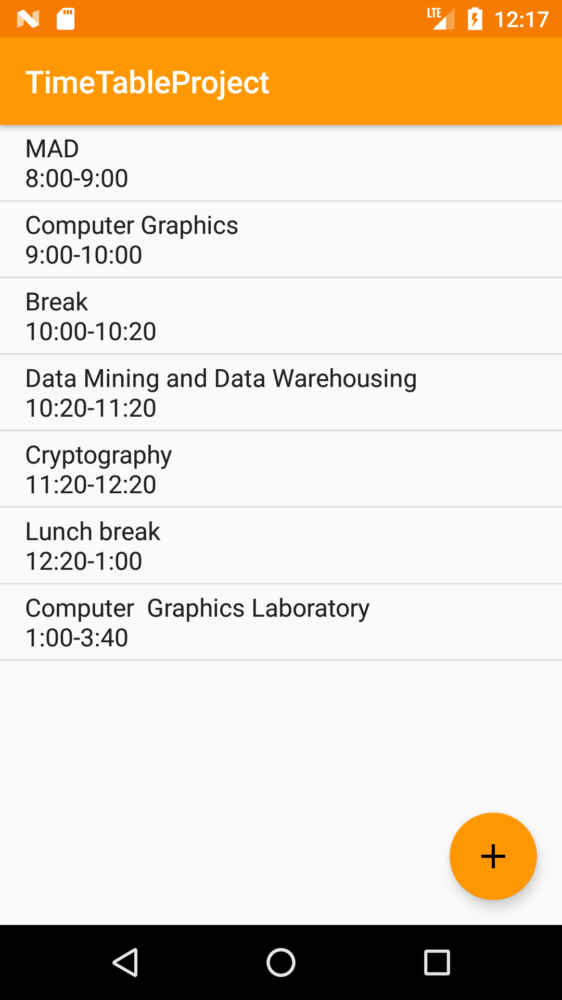 LTE 12:17
TimeTableProject
MAD
8:00-9:00
Computer Graphics
9:00-10:00
Break
10:00-10:20
Data Mining and Data Warehousing
10:20-11:20
Cryptography
11:20-12:20
Lunch break
12:20-1:00
Computer  Graphics Laboratory
1:00-3:40